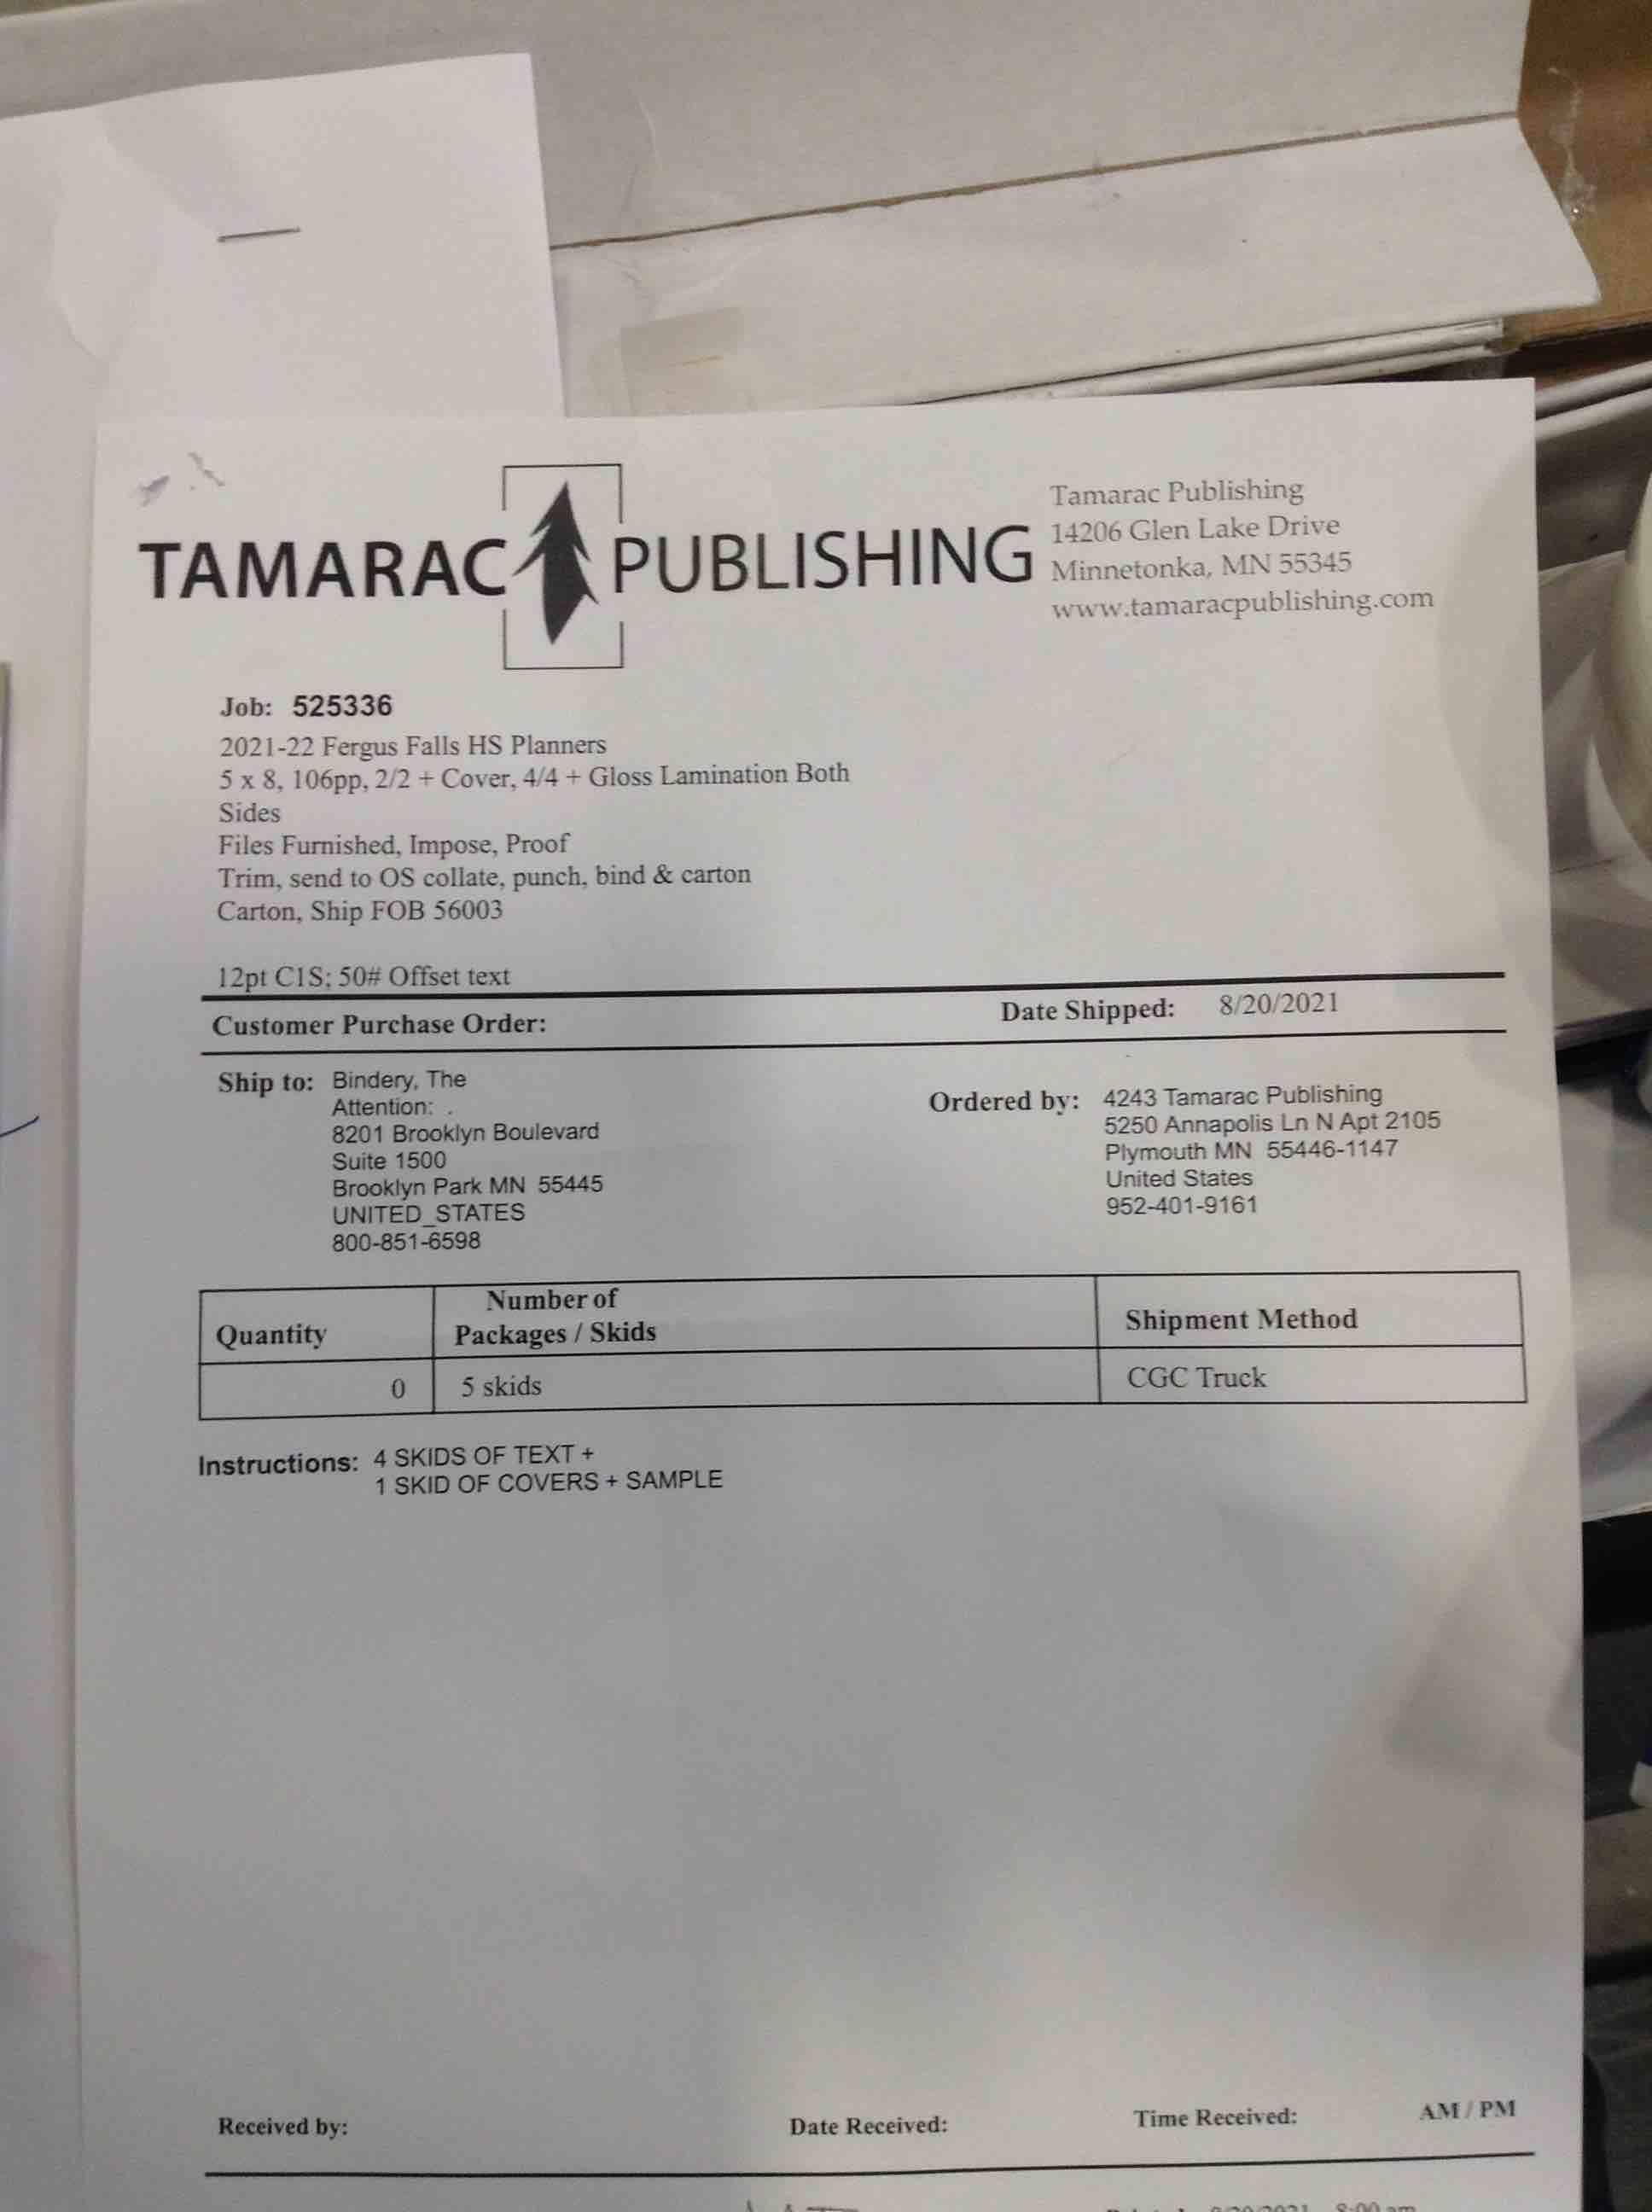 TAMARAC PUBLISHING
Tamarac Publishing
14206 Glen Lake Drive
Minnetonka, MN 55345
www.tamaracpublishing.com
Job: 525336
2021-22 Fergus Falls HS Planners
5 x 8, 106pp, 2/2 + Cover, 4/4 + Gloss Lamination Both
Sides
Files Furnished, Impose, Proof
Trim, send to OS collate, punch, bind & carton
Carton, Ship FOB 56003
12pt C1S; 50# Offset text
Customer Purchase Order:
Date Shipped: 8/20/2021
Ship to: Bindery, The
Attention: .
8201 Brooklyn Boulevard
Suite 1500
Brooklyn Park MN 55445
UNITED_STATES
800-851-6598
Ordered by: 4243 Tamarac Publishing
5250 Annapolis Ln N Apt 2105
Plymouth MN 55446-1147
United States
952-401-9161
Quantity
Number of
Packages / Skids
Shipment Method
0
5 skids
CGC Truck
Instructions: 4 SKIDS OF TEXT +
1 SKID OF COVERS + SAMPLE
Received by:
Date Received:
Time Received:
AM / PM
8:00 am